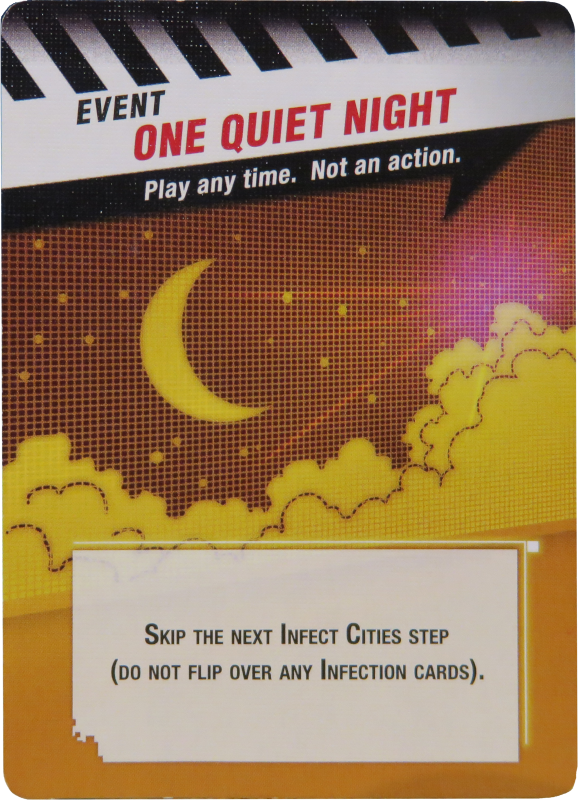 EVENT
ONE QUIET NIGHT
Play any time. Not an action.
SKIP THE NEXT INFECT CITIES STEP
(DO NOT FLIP OVER ANY INFECTION CARDS).